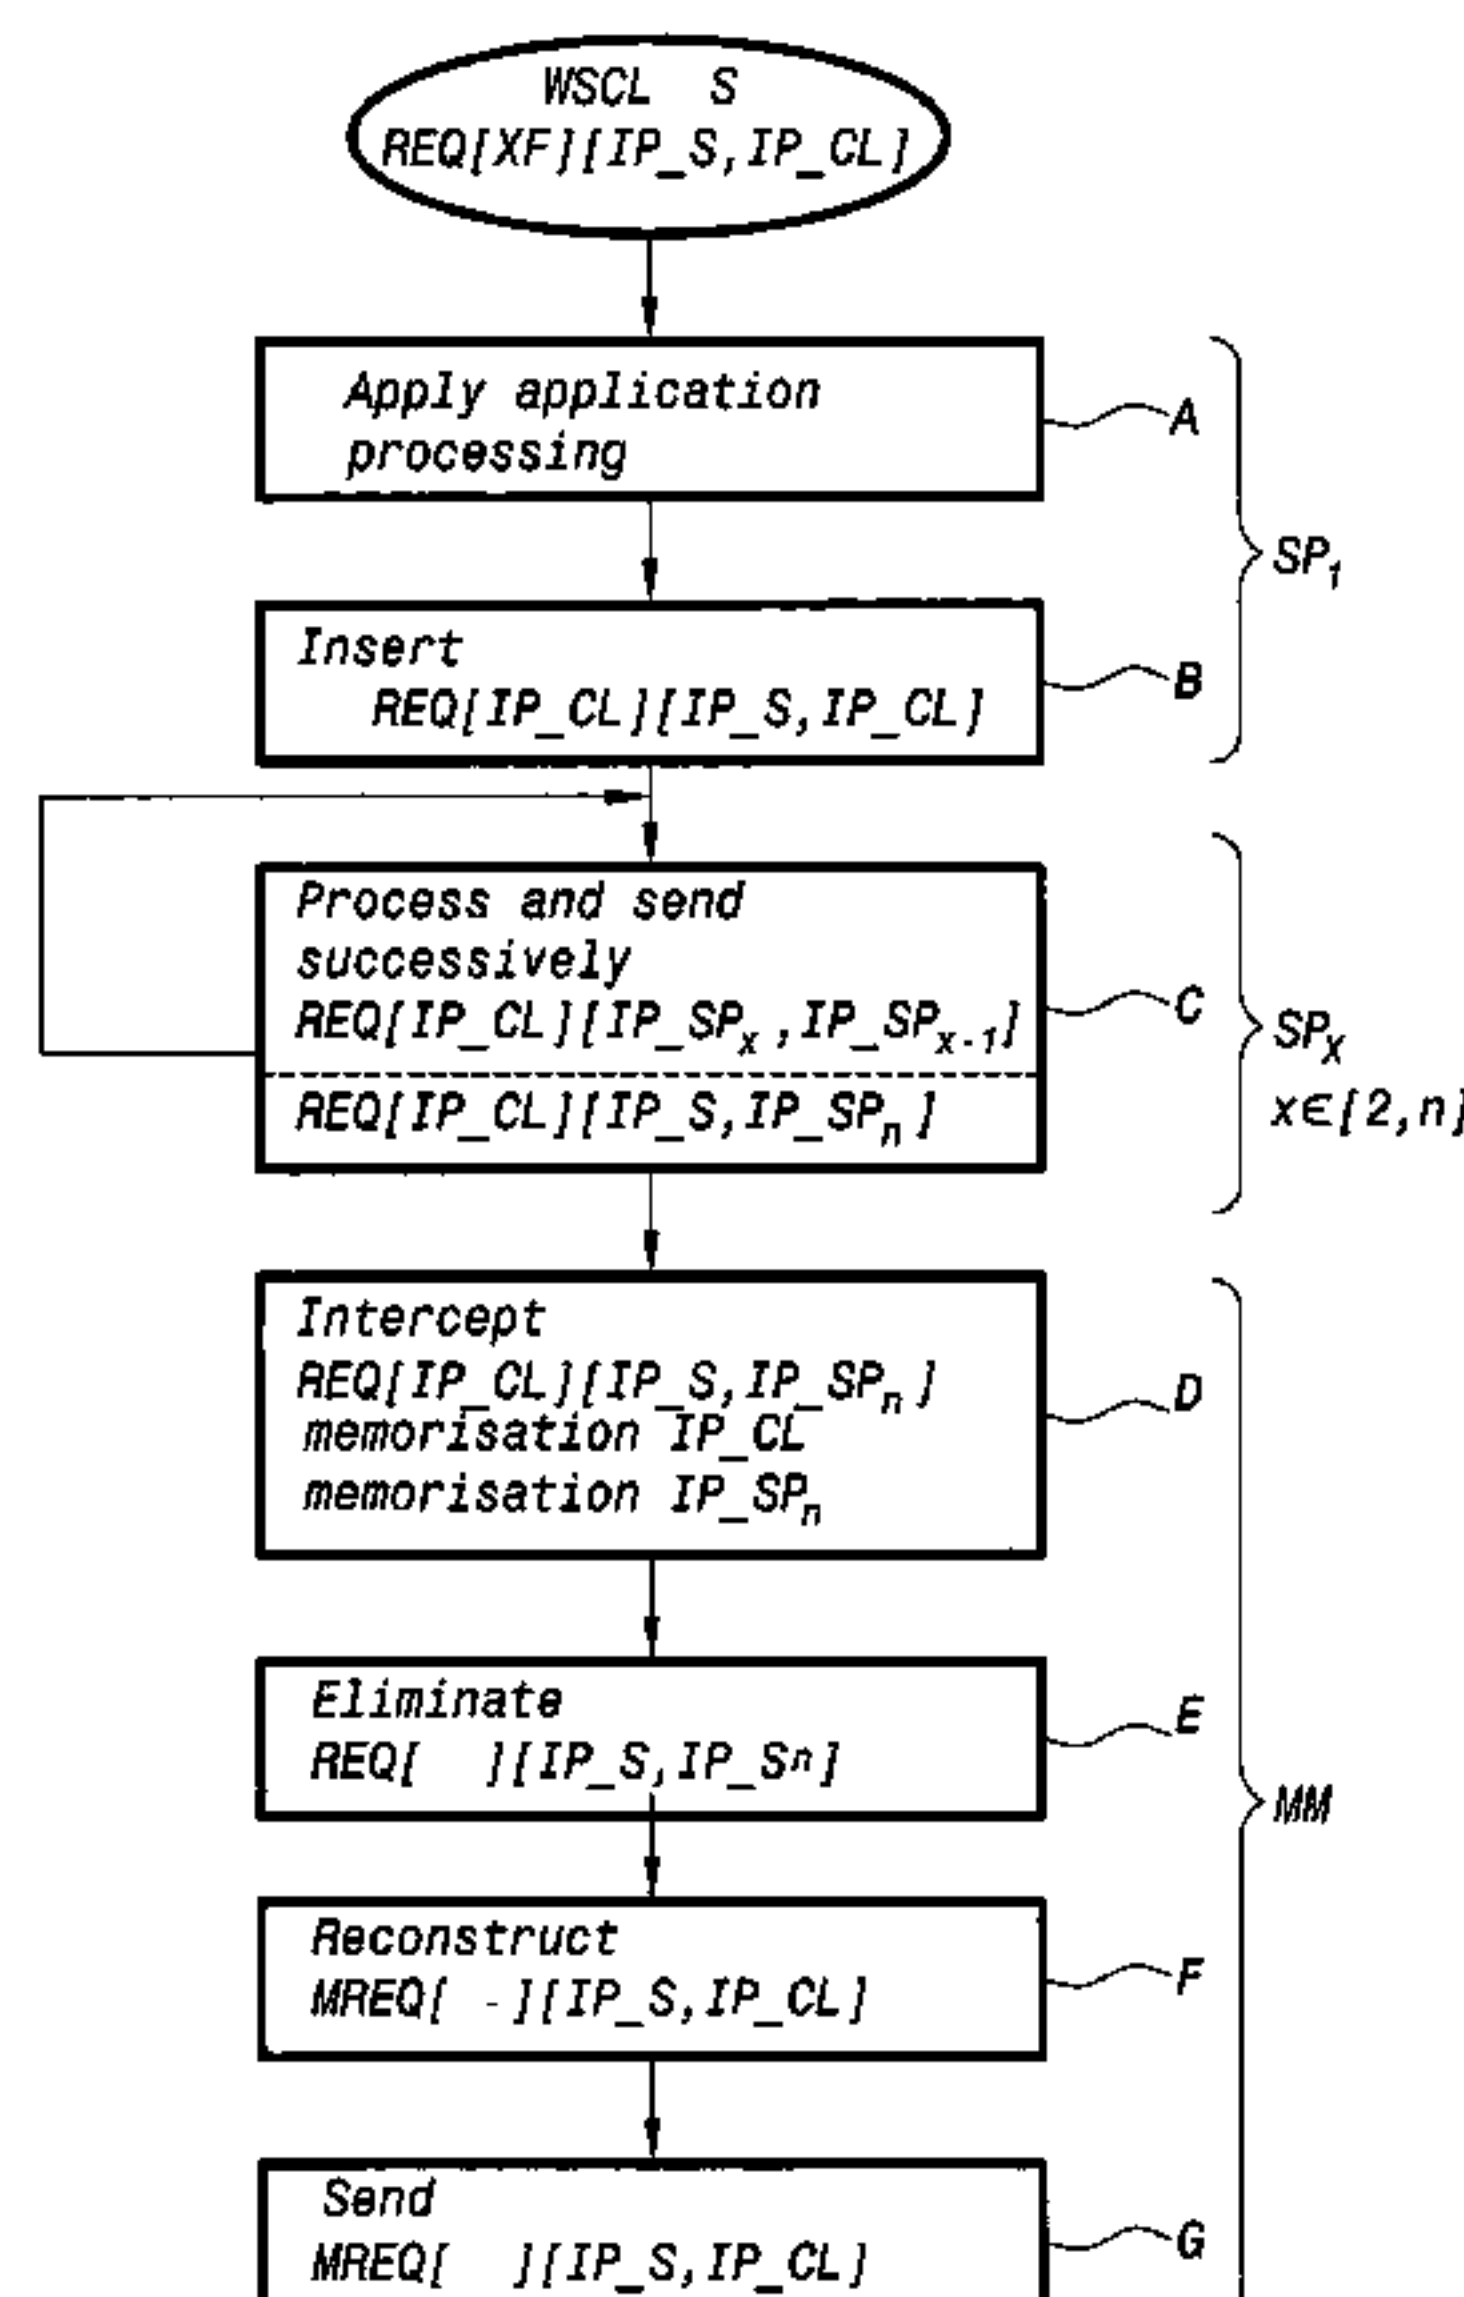 WSCL S
REQ[XF][IP_S,IP_CL]
Apply application
processing
A
SP1
Insert
REQ[IP_CL][IP_S,IP_CL]
B
Process and send
successively
REQ[IP_CL][IP_SPx,IP_SPx-1]
C
REQ[IP_CL][IP_S,IP_SPn]
SPx
x∈[2,n]
Intercept
REQ[IP_CL][IP_S,IP_SPn]
memorisation IP_CL
memorisation IP_SPn
D
Eliminate
REQ[ ][IP_S,IP_Sn]
E
MM
Reconstruct
MREQ[ - ][IP_S,IP_CL]
F
Send
MREQ[ ][IP_S,IP_CL]
G